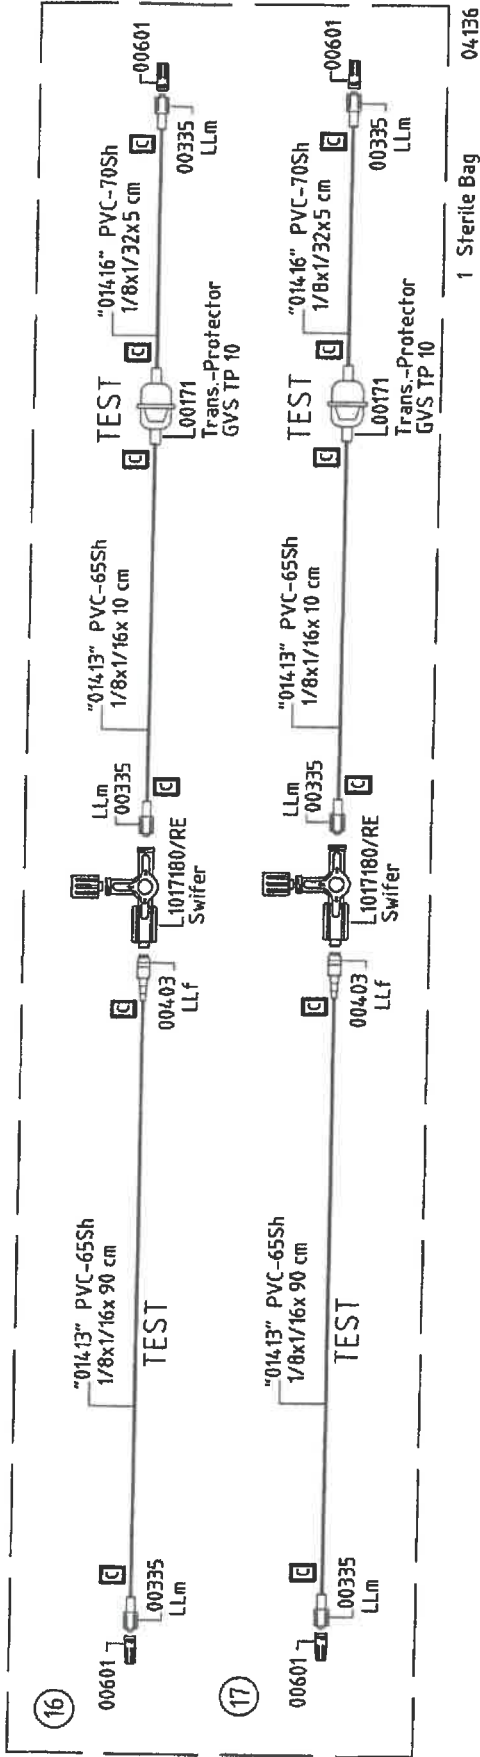 16
00601
00335
LLm
C
"01413" PVC-65Sh
1/8x1/16x 90 cm
TEST
C
00403
LLf
L1017180/RE
Swifer
LLm
00335
C
"01413" PVC-65Sh
1/8x1/16x 10 cm
C
TEST
00171
Trans.-Protector
GVS TP 10
C
"01416" PVC-70Sh
1/8x1/32x5 cm
C
00335
LLm
00601
17
00601
00335
LLm
C
"01413" PVC-65Sh
1/8x1/16x 90 cm
TEST
C
00403
LLf
L1017180/RE
Swifer
LLm
00335
C
"01413" PVC-65Sh
1/8x1/16x 10 cm
C
TEST
00171
Trans.-Protector
GVS TP 10
C
"01416" PVC-70Sh
1/8x1/32x5 cm
C
00335
LLm
00601
1 Sterile Bag 04136